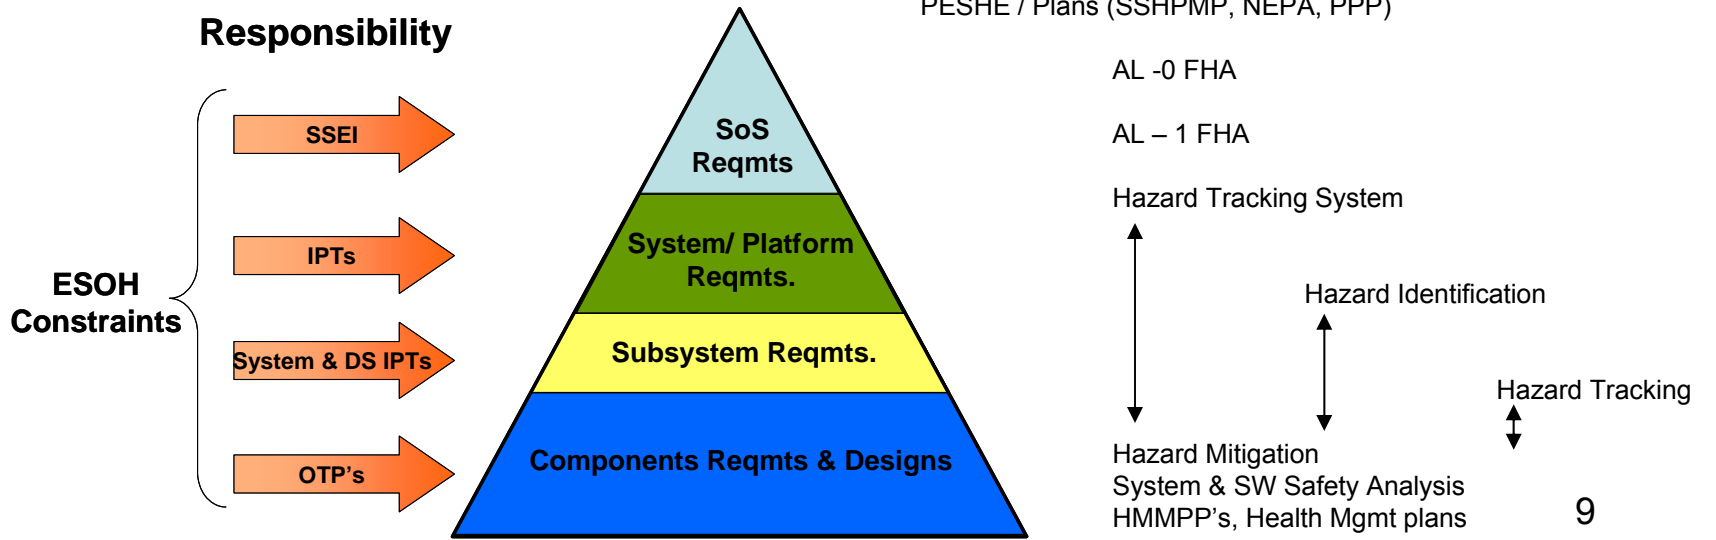 PESHE / Plans (SSHPMP, NEPA, PPP)
Responsibility
AL -0 FHA
SSEI
SoS
Reqmts
AL – 1 FHA
Hazard Tracking System
IPTs
System/ Platform
Reqmts.
ESOH
Constraints
Hazard Identification
System & DS IPTs
Subsystem Reqmts.
Hazard Tracking
OTP's
Components Reqmts & Designs
Hazard Mitigation
System & SW Safety Analysis
HMMPP's, Health Mgmt plans
9